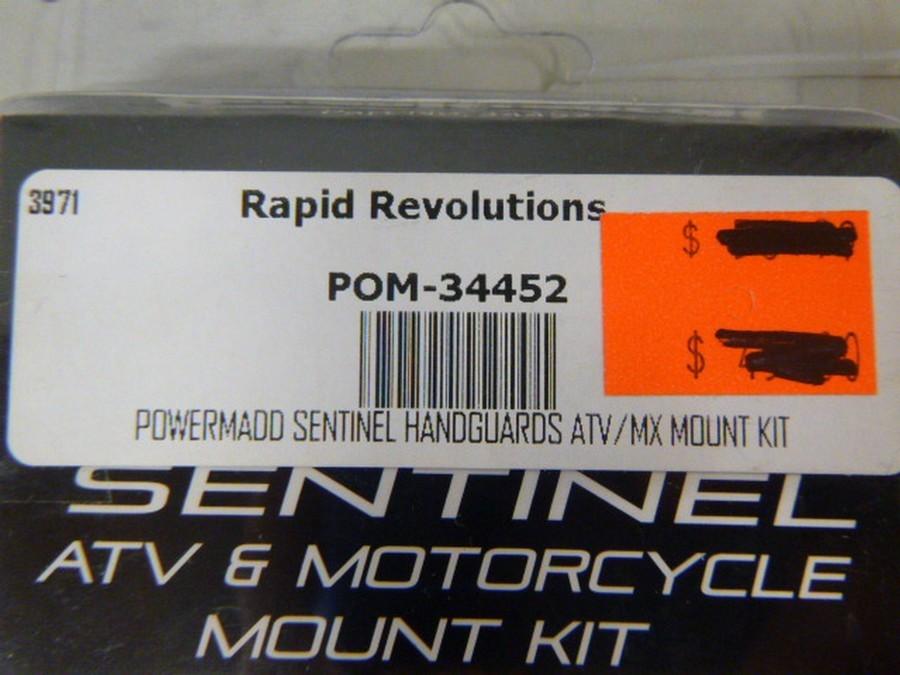 3971
Rapid Revolutions
$
POM-34452
$
POWERMADD SENTINEL HANDGUARDS ATV/MX MOUNT KIT
SENTINEL
ATV & MOTORCYCLE
MOUNT KIT